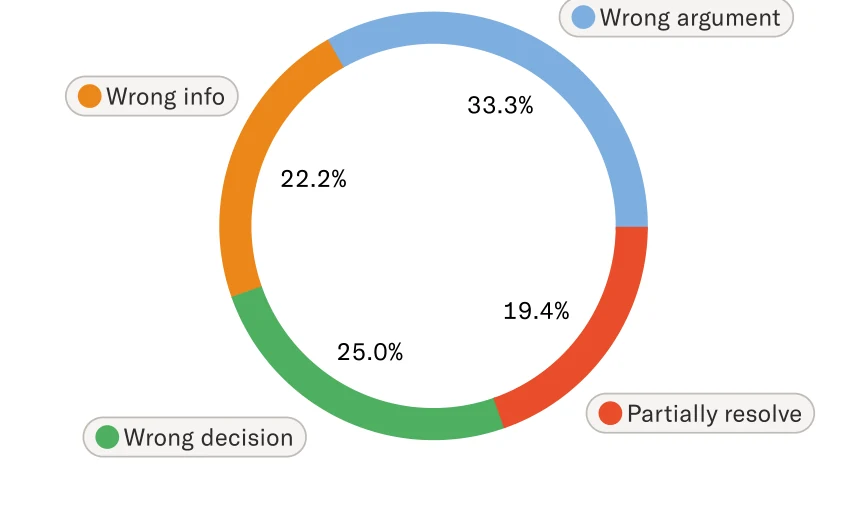 Wrong argument
Wrong info
33.3%
22.2%
19.4%
25.0%
Partially resolve
Wrong decision